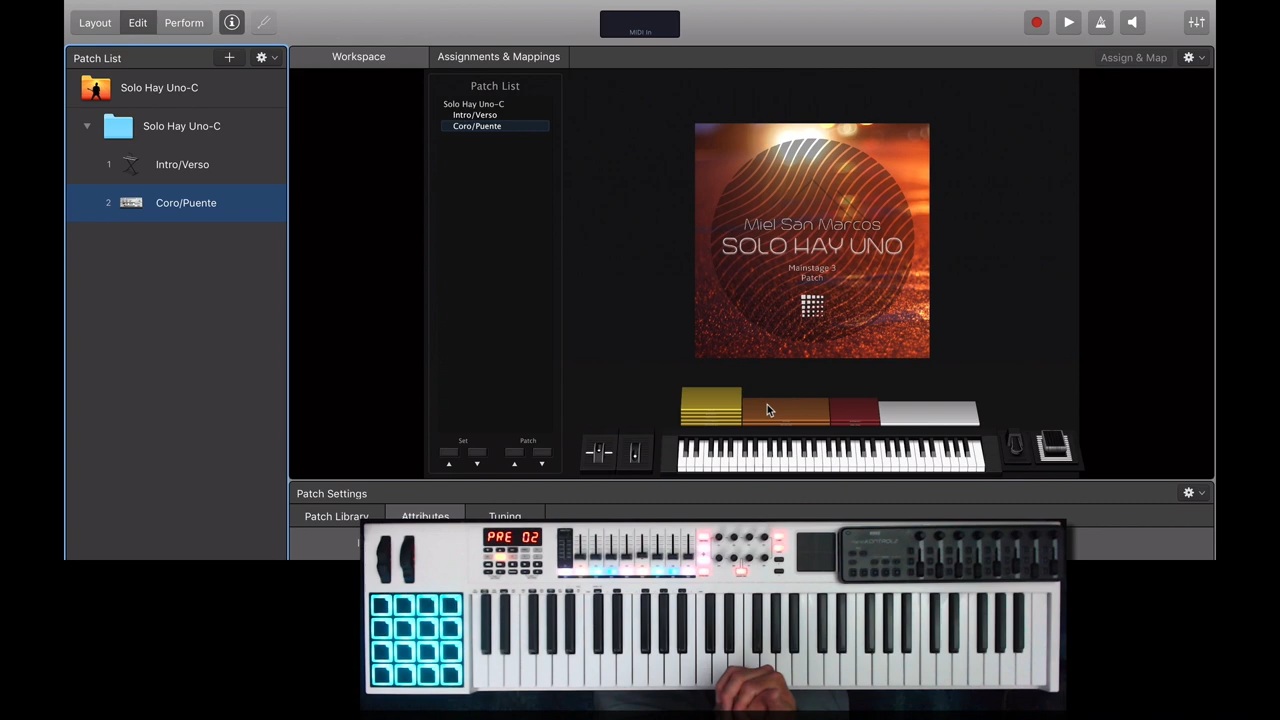 Layout Edit Perform
MIDI In
Patch List
Workspace
Assignments & Mappings
Assign & Map
Solo Hay Uno-C
Solo Hay Uno-C
1 Intro/Verso
2 Coro/Puente
Patch List
Solo Hay Uno-C
Intro/Verso
Coro/Puente
Set
Patch
Miel San Marcos
SOLO HAY UNO
Mainstage 3
Patch
Patch Settings
Patch Library
Attributes
Tuning
PRE 02